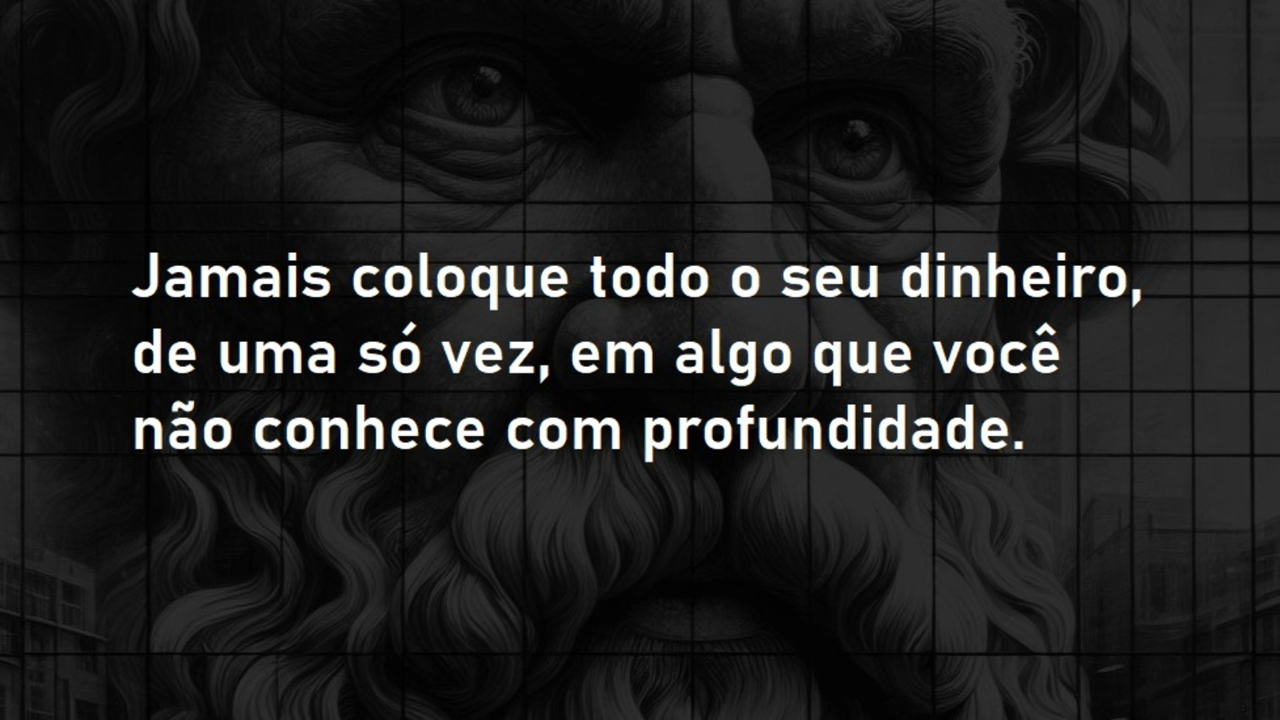 Jamais coloque todo o seu dinheiro,
de uma só vez, em algo que você
não conhece com profundidade.